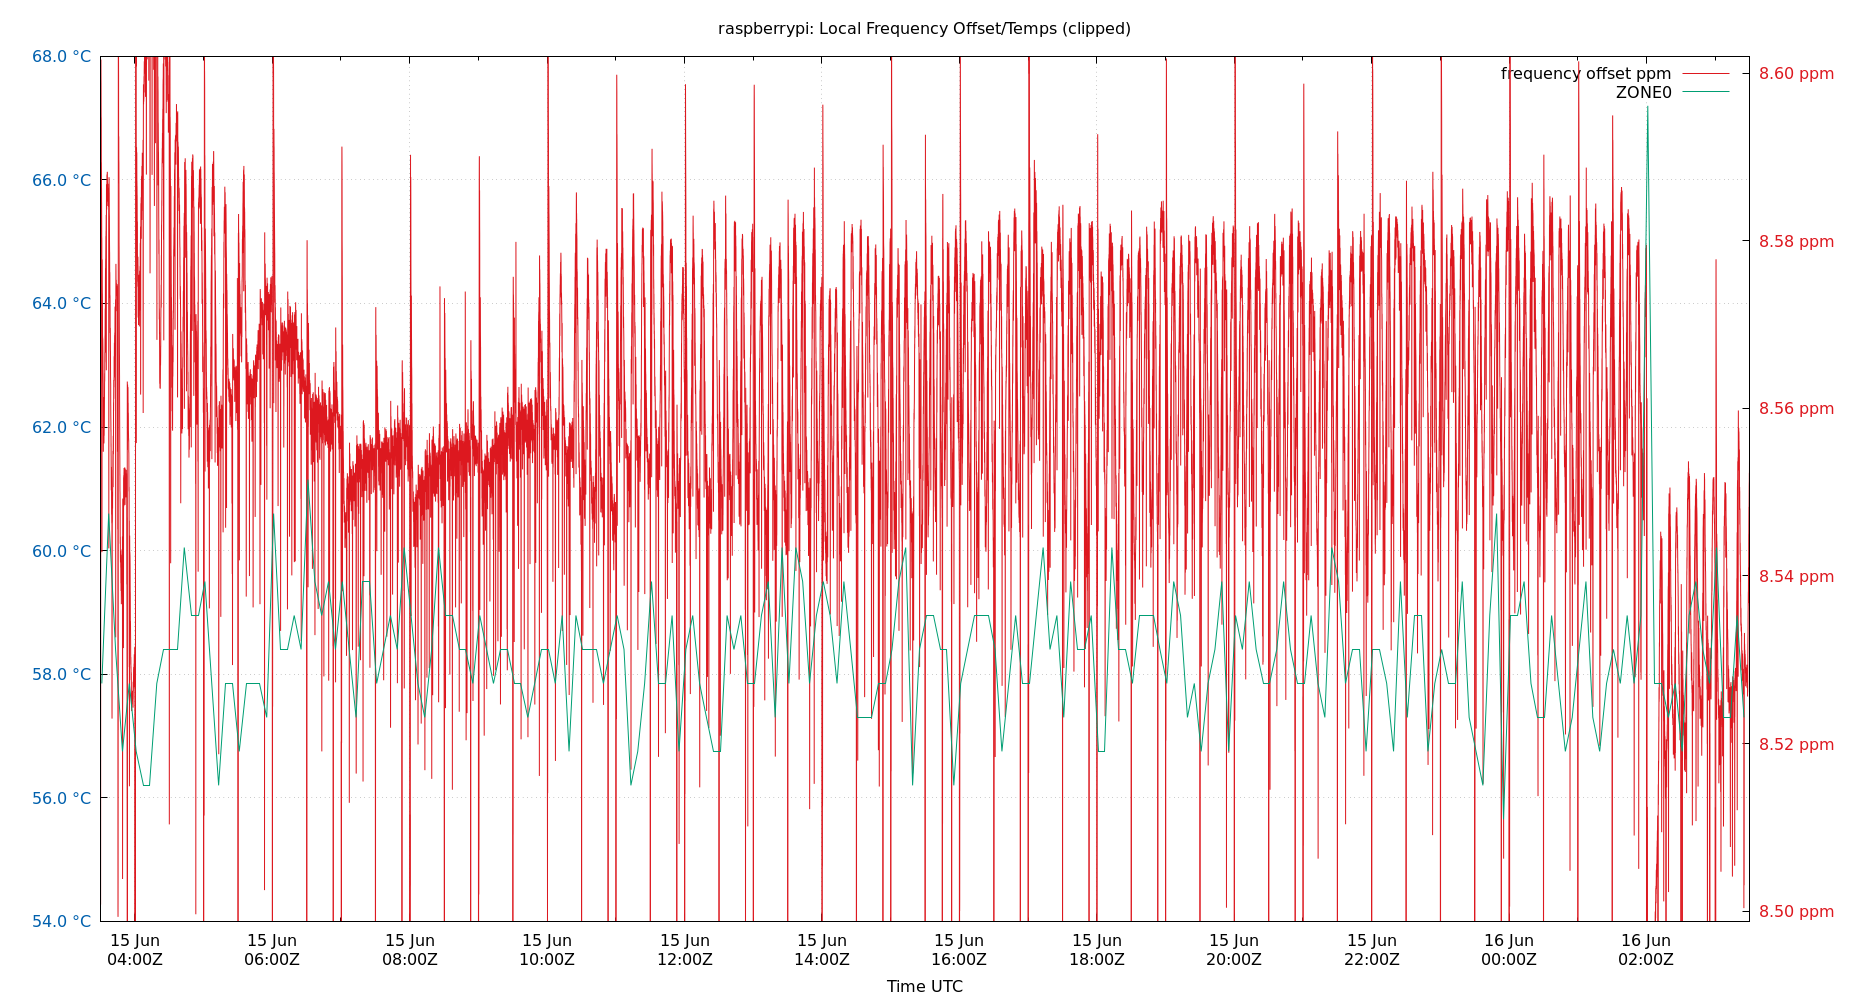 raspberrypi: Local Frequency Offset/Temps (clipped)
68.0 °C
66.0 °C
64.0 °C
62.0 °C
60.0 °C
58.0 °C
56.0 °C
54.0 °C
frequency offset ppm
ZONE0
8.60 ppm
8.58 ppm
8.56 ppm
8.54 ppm
8.52 ppm
8.50 ppm
15 Jun 15 Jun 15 Jun 15 Jun 15 Jun 15 Jun 15 Jun 15 Jun 15 Jun 15 Jun 16 Jun 16 Jun
04:00Z 06:00Z 08:00Z 10:00Z 12:00Z 14:00Z 16:00Z 18:00Z 20:00Z 22:00Z 00:00Z 02:00Z
Time UTC